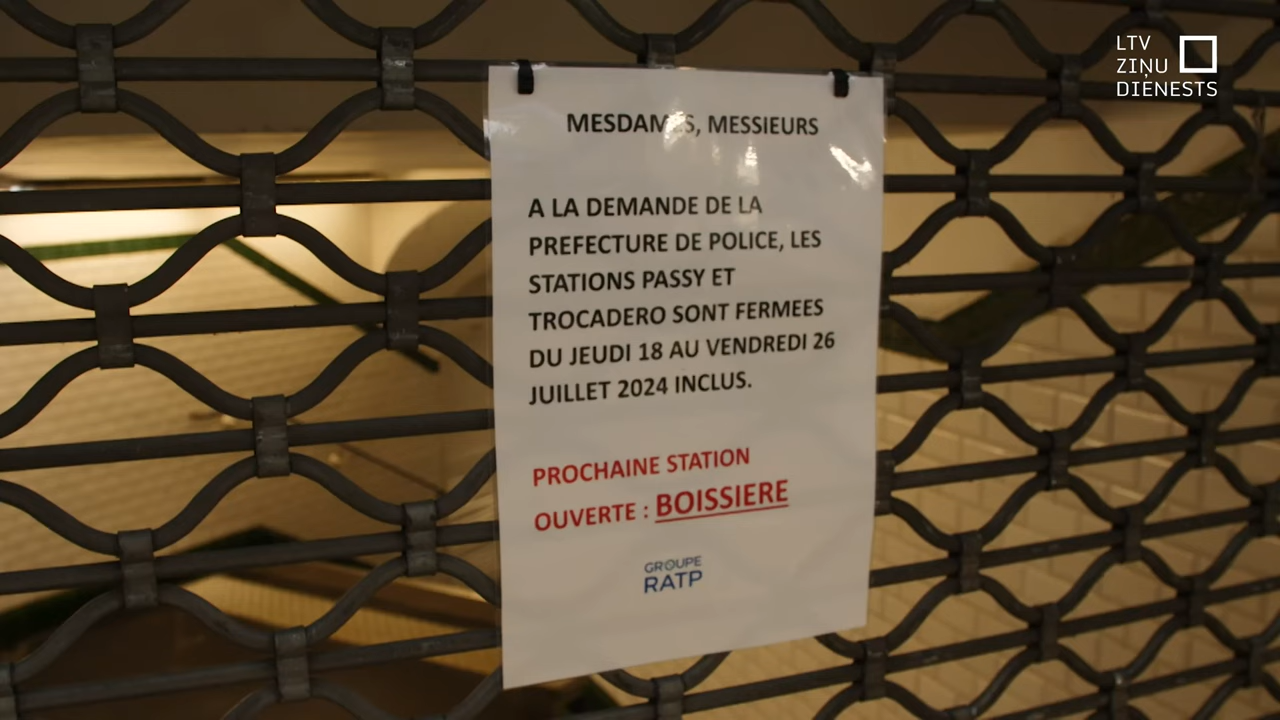 LTV
ZIŅU
DIENESTS
MESDAMES, MESSIEURS
A LA DEMANDE DE LA
PREFECTURE DE POLICE, LES
STATIONS PASSY ET
TROCADERO SONT FERMEES
DU JEUDI 18 AU VENDREDI 26
JUILLET 2024 INCLUS.
PROCHAINE STATION
OUVERTE : BOISSIERE
GROUPE
RATP